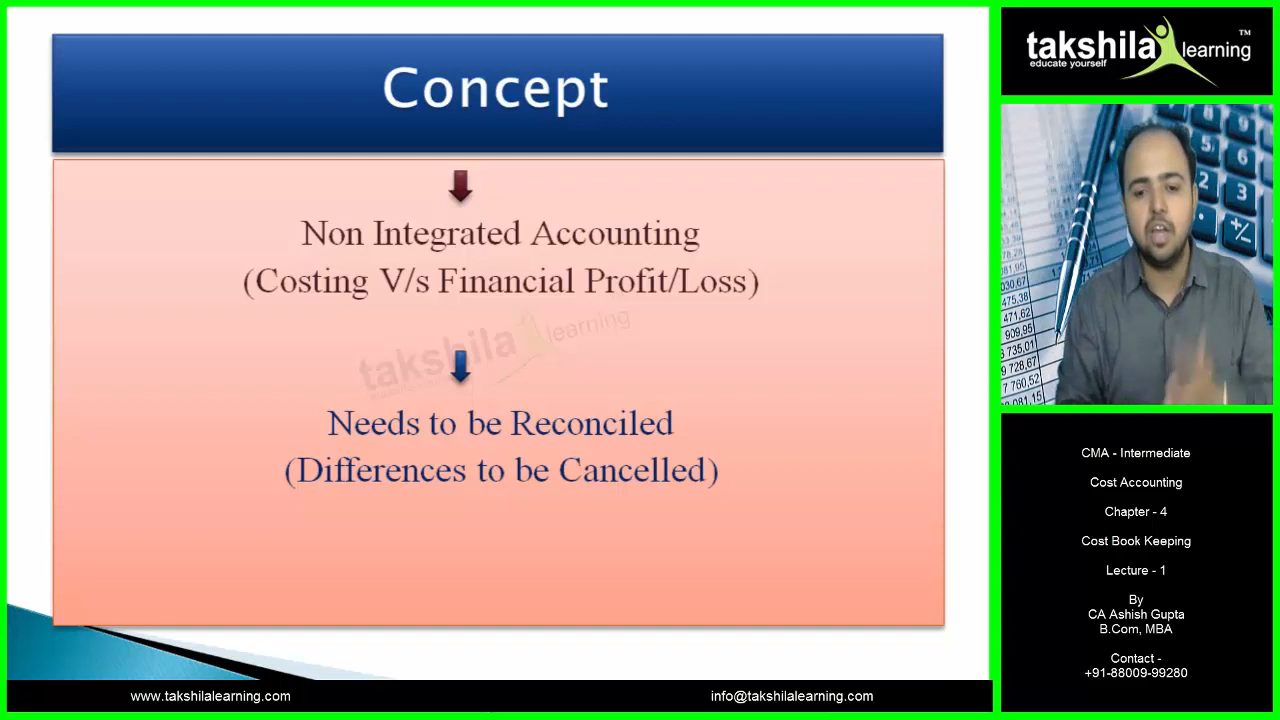 Concept
Non Integrated Accounting
(Costing V/s Financial Profit/Loss)
takshila learning
Needs to be Reconciled
(Differences to be Cancelled)
www.takshilalearning.com
info@takshilalearning.com
takshila learning™
educate yourself
CMA - Intermediate
Cost Accounting
Chapter - 4
Cost Book Keeping
Lecture - 1
By
CA Ashish Gupta
B.Com, MBA
Contact -
+91-88009-99280